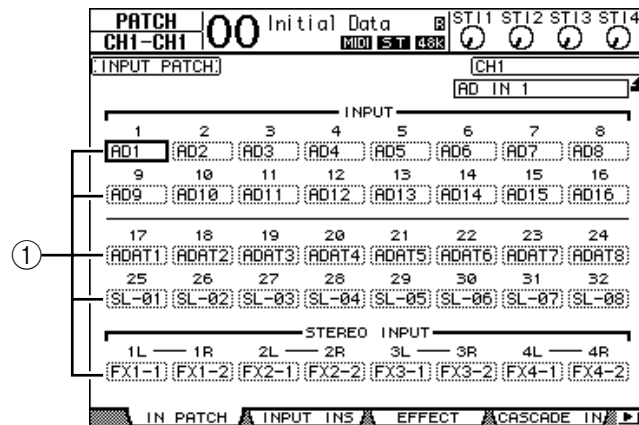 PATCH 00 Initial Data R STI1 STI2 STI3 STI4
CH1-CH1 MIDI ST 48K
INPUT PATCH CH1
AD IN 1
INPUT
1 2 3 4 5 6 7 8
AD1 AD2 AD3 AD4 AD5 AD6 AD7 AD8
9 10 11 12 13 14 15 16
AD9 AD10 AD11 AD12 AD13 AD14 AD15 AD16
17 18 19 20 21 22 23 24
1 ADAT1 ADAT2 ADAT3 ADAT4 ADAT5 ADAT6 ADAT7 ADAT8
25 26 27 28 29 30 31 32
SL-01 SL-02 SL-03 SL-04 SL-05 SL-06 SL-07 SL-08
STEREO INPUT
1L 1R 2L 2R 3L 3R 4L 4R
FX1-1 FX1-2 FX2-1 FX2-2 FX3-1 FX3-2 FX4-1 FX4-2
IN PATCH INPUT INS EFFECT CASCADE IN